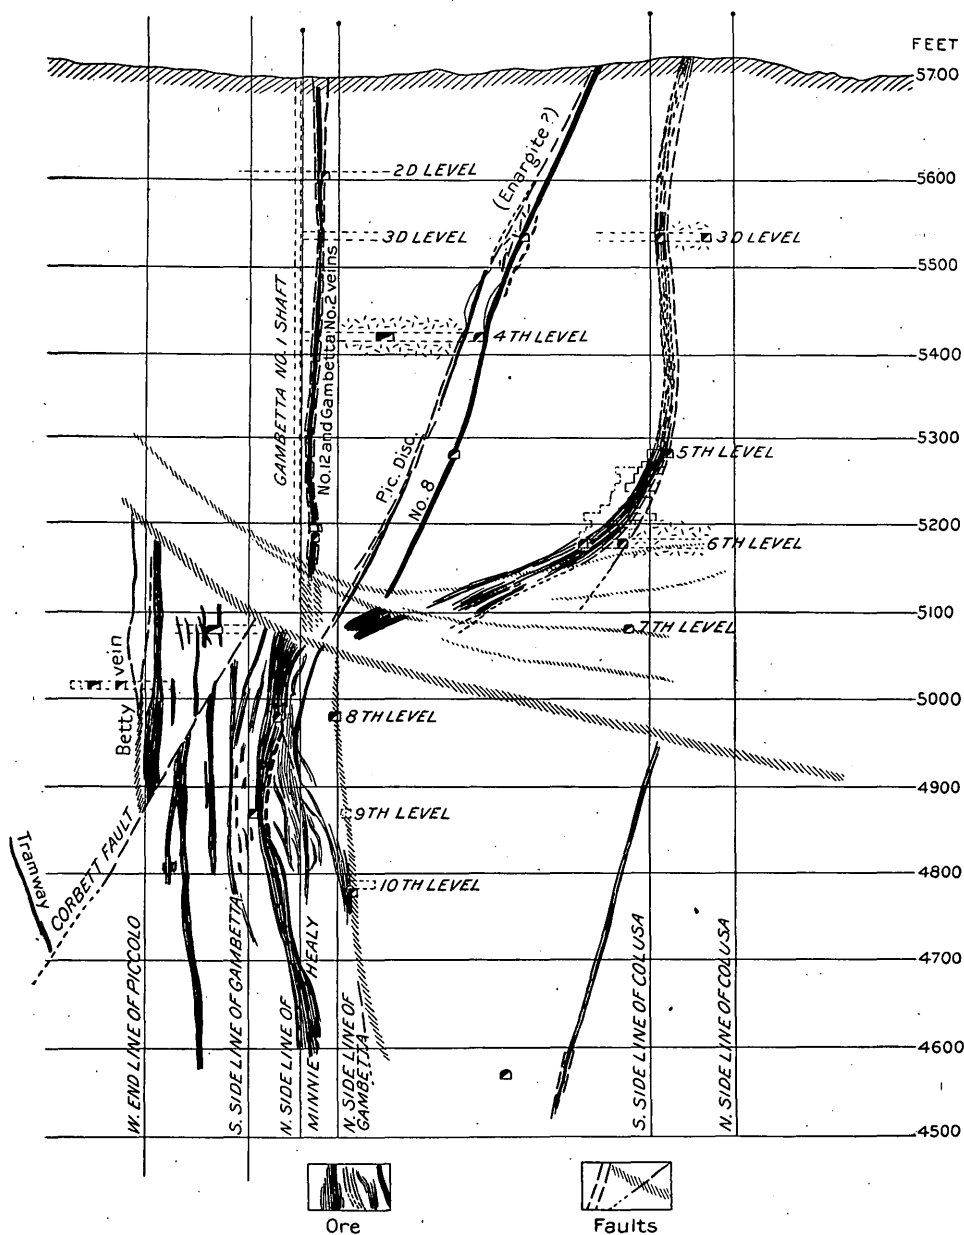 FEET
5700
2D LEVEL
5600
(Enargite?)
3D LEVEL
3D LEVEL
5500
GAMBETTA NO. 1 SHAFT
No.12 and Gambetta No.2 veins
4TH LEVEL
5400
5300
Pic. Disc.
No. 8
5TH LEVEL
5200
6TH LEVEL
5100
7TH LEVEL
Betty vein
5000
8TH LEVEL
4900
9TH LEVEL
Tramway
CORBETT FAULT
4800
10TH LEVEL
4700
W. END LINE OF PICCOLO
S. SIDE LINE OF GAMBETTA
N. SIDE LINE OF
MINNIE HEALY
N. SIDE LINE OF
GAMBETTA
S. SIDE LINE OF COLUSA
N. SIDE LINE OF COLUSA
4600
4500
Ore
Faults